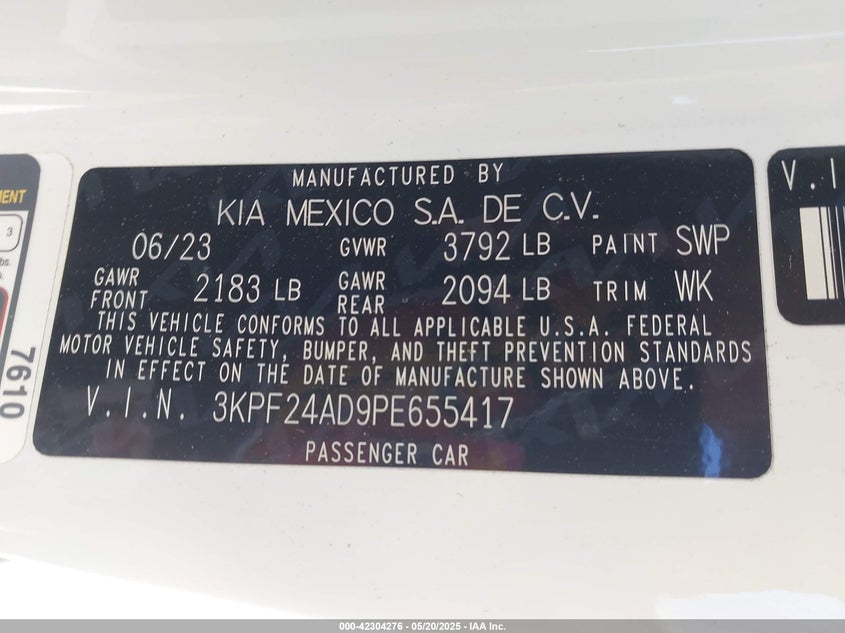 MANUFACTURED BY
KIA MEXICO S.A. DE C.V.
06/23 GVWR 3792 LB PAINT SWP
GAWR FRONT 2183 LB GAWR REAR 2094 LB TRIM WK
THIS VEHICLE CONFORMS TO ALL APPLICABLE U.S.A. FEDERAL
MOTOR VEHICLE SAFETY, BUMPER, AND THEFT PREVENTION STANDARDS
IN EFFECT ON THE DATE OF MANUFACTURE SHOWN ABOVE.
V.I.N. 3KPF24AD9PE655417
PASSENGER CAR
3
7610
V.I
000-42304276 - 05/20/2025 - IAA Inc.